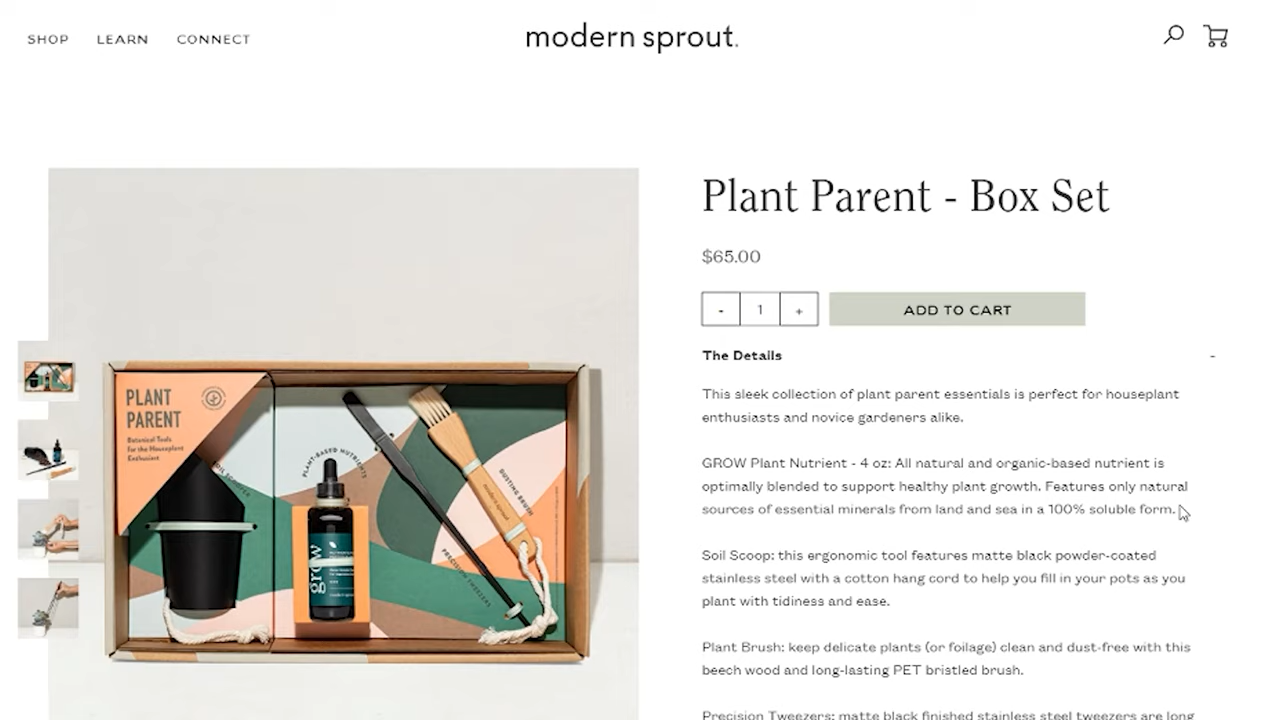 SHOP LEARN CONNECT
modern sprout.
Plant Parent - Box Set
$65.00
- 1 +
ADD TO CART
The Details
-
This sleek collection of plant parent essentials is perfect for houseplant
enthusiasts and novice gardeners alike.
GROW Plant Nutrient - 4 oz: All natural and organic-based nutrient is
optimally blended to support healthy plant growth. Features only natural
sources of essential minerals from land and sea in a 100% soluble form.
Soil Scoop: this ergonomic tool features matte black powder-coated
stainless steel with a cotton hang cord to help you fill in your pots as you
plant with tidiness and ease.
Plant Brush: keep delicate plants (or foilage) clean and dust-free with this
beech wood and long-lasting PET bristled brush.
Precision Tweezers: matte black finished stainless steel tweezers are long
PLANT
PARENT
Botanical Tools
for the Houseplant
Enthusiast
PLANT-BASED NUTRIENTS
DUSTING BRUSH
modern sprout
PRECISION TWEEZERS
grow